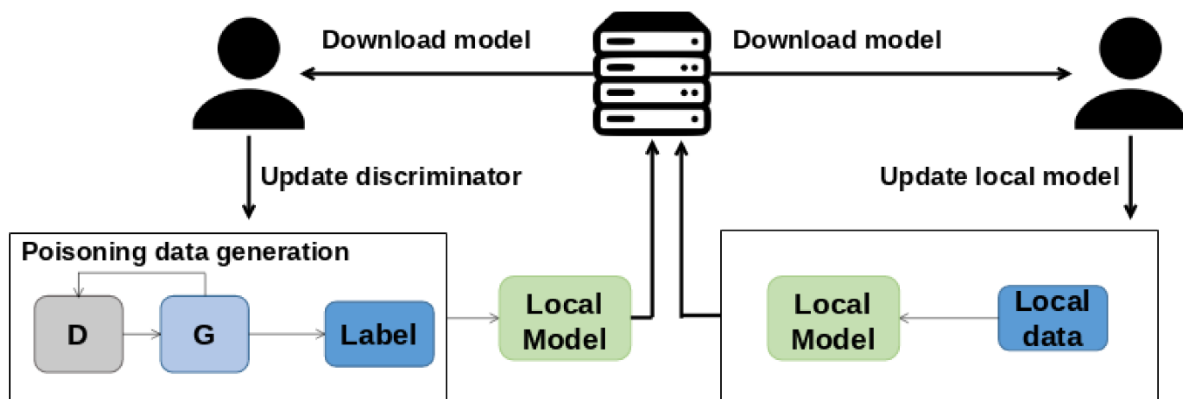 Download model
Download model
Update discriminator
Update local model
Poisoning data generation
D
G
Label
Local
Model
Local
Model
Local
data